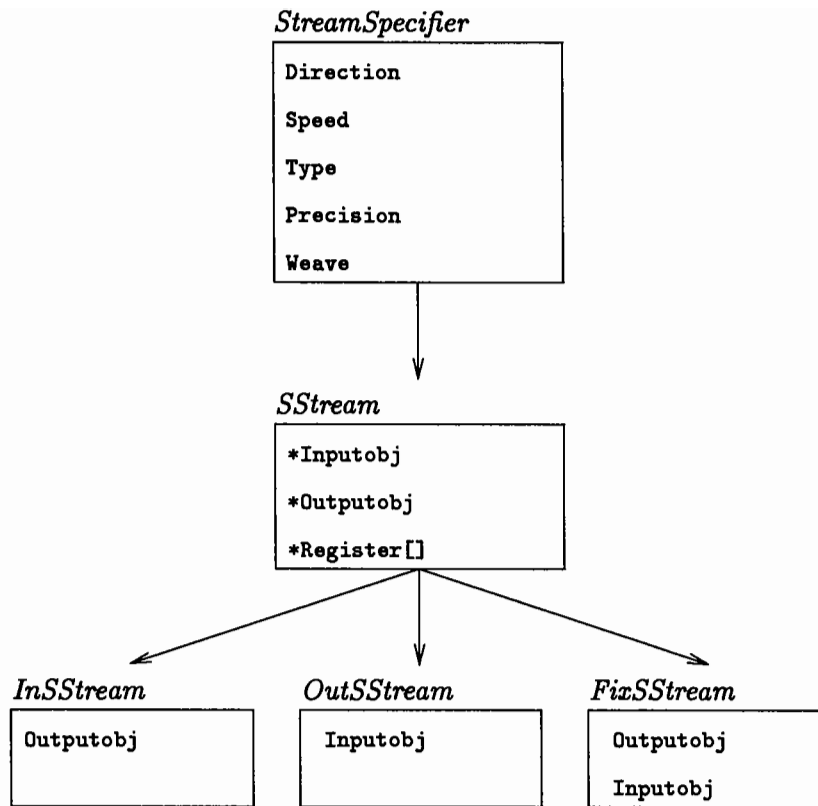 StreamSpecifier
Direction
Speed
Type
Precision
Weave
SStream
*Inputobj
*Outputobj
*Register[]
InSStream
Outputobj
OutSStream
Inputobj
FixSStream
Outputobj
Inputobj